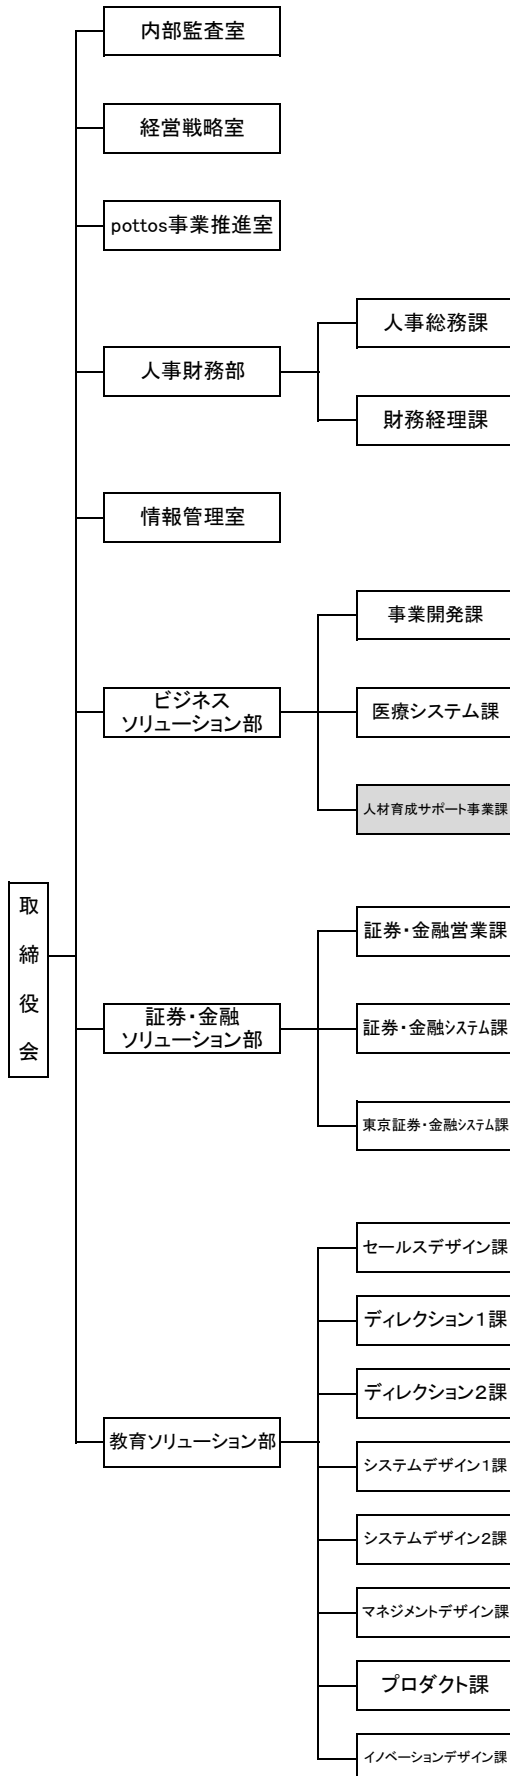 内部監査室
経営戦略室
pottos事業推進室
人事財務部
人事総務課
財務経理課
情報管理室
ビジネス
ソリューション部
事業開発課
医療システム課
人材育成サポート事業課
取
締
役
会
証券・金融
ソリューション部
証券・金融営業課
証券・金融システム課
東京証券・金融システム課
教育ソリューション部
セールスデザイン課
ディレクション1課
ディレクション2課
システムデザイン1課
システムデザイン2課
マネジメントデザイン課
プロダクト課
イノベーションデザイン課